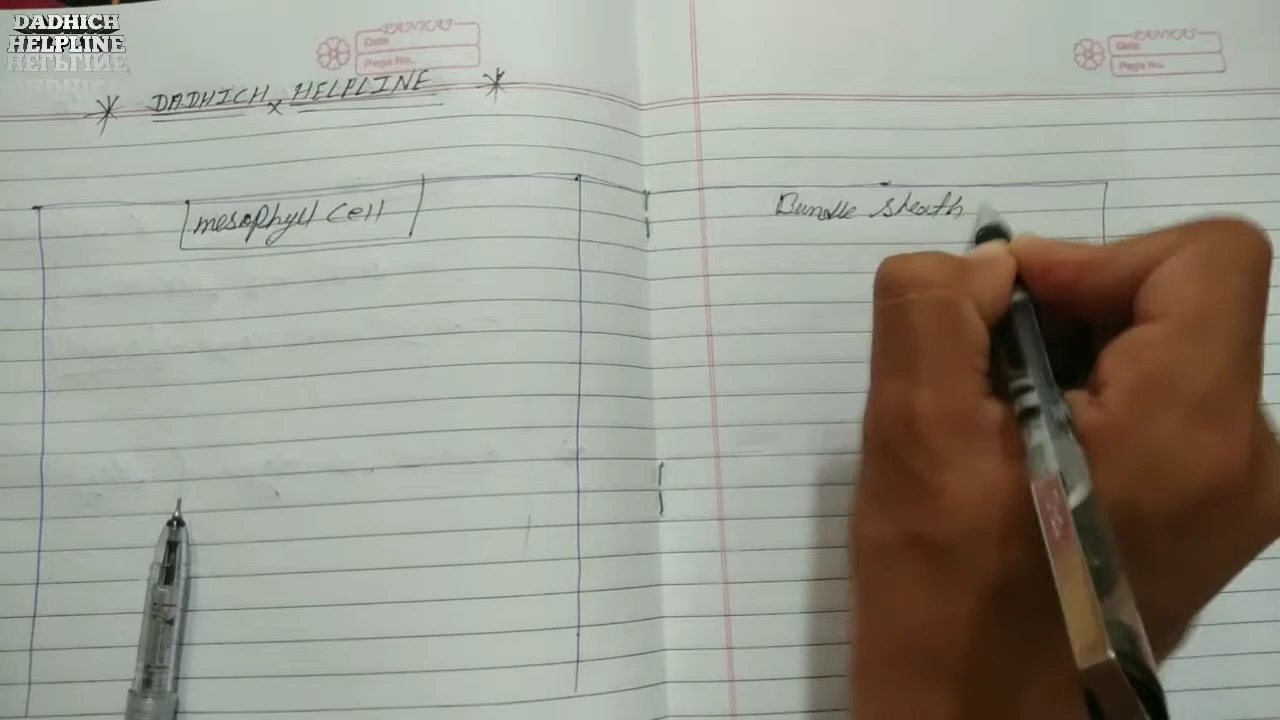 DADHICH
HELPLINE
PANKAJ
Date
Page No.
PANKAJ
Date
Page No.
DADHICH x HELPLINE
mesophyll cell
Bundle sheath